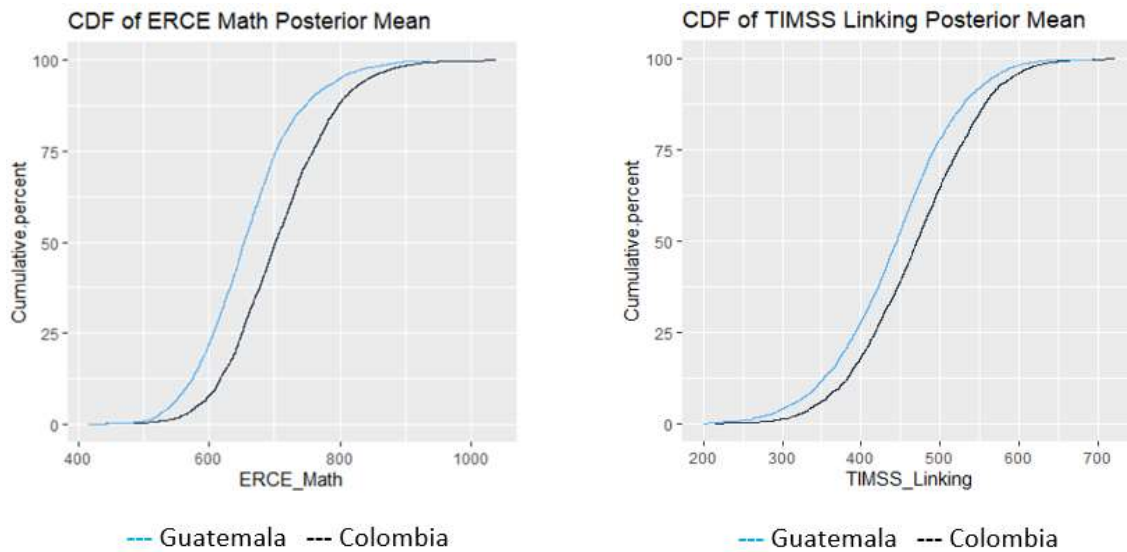 CDF of ERCE Math Posterior Mean
Cumulative.percent
100
75
50
25
0
400 600 800 1000
ERCE_Math
Guatemala Colombia
CDF of TIMSS Linking Posterior Mean
Cumulative.percent
100
75
50
25
0
200 300 400 500 600 700
TIMSS_Linking
Guatemala Colombia